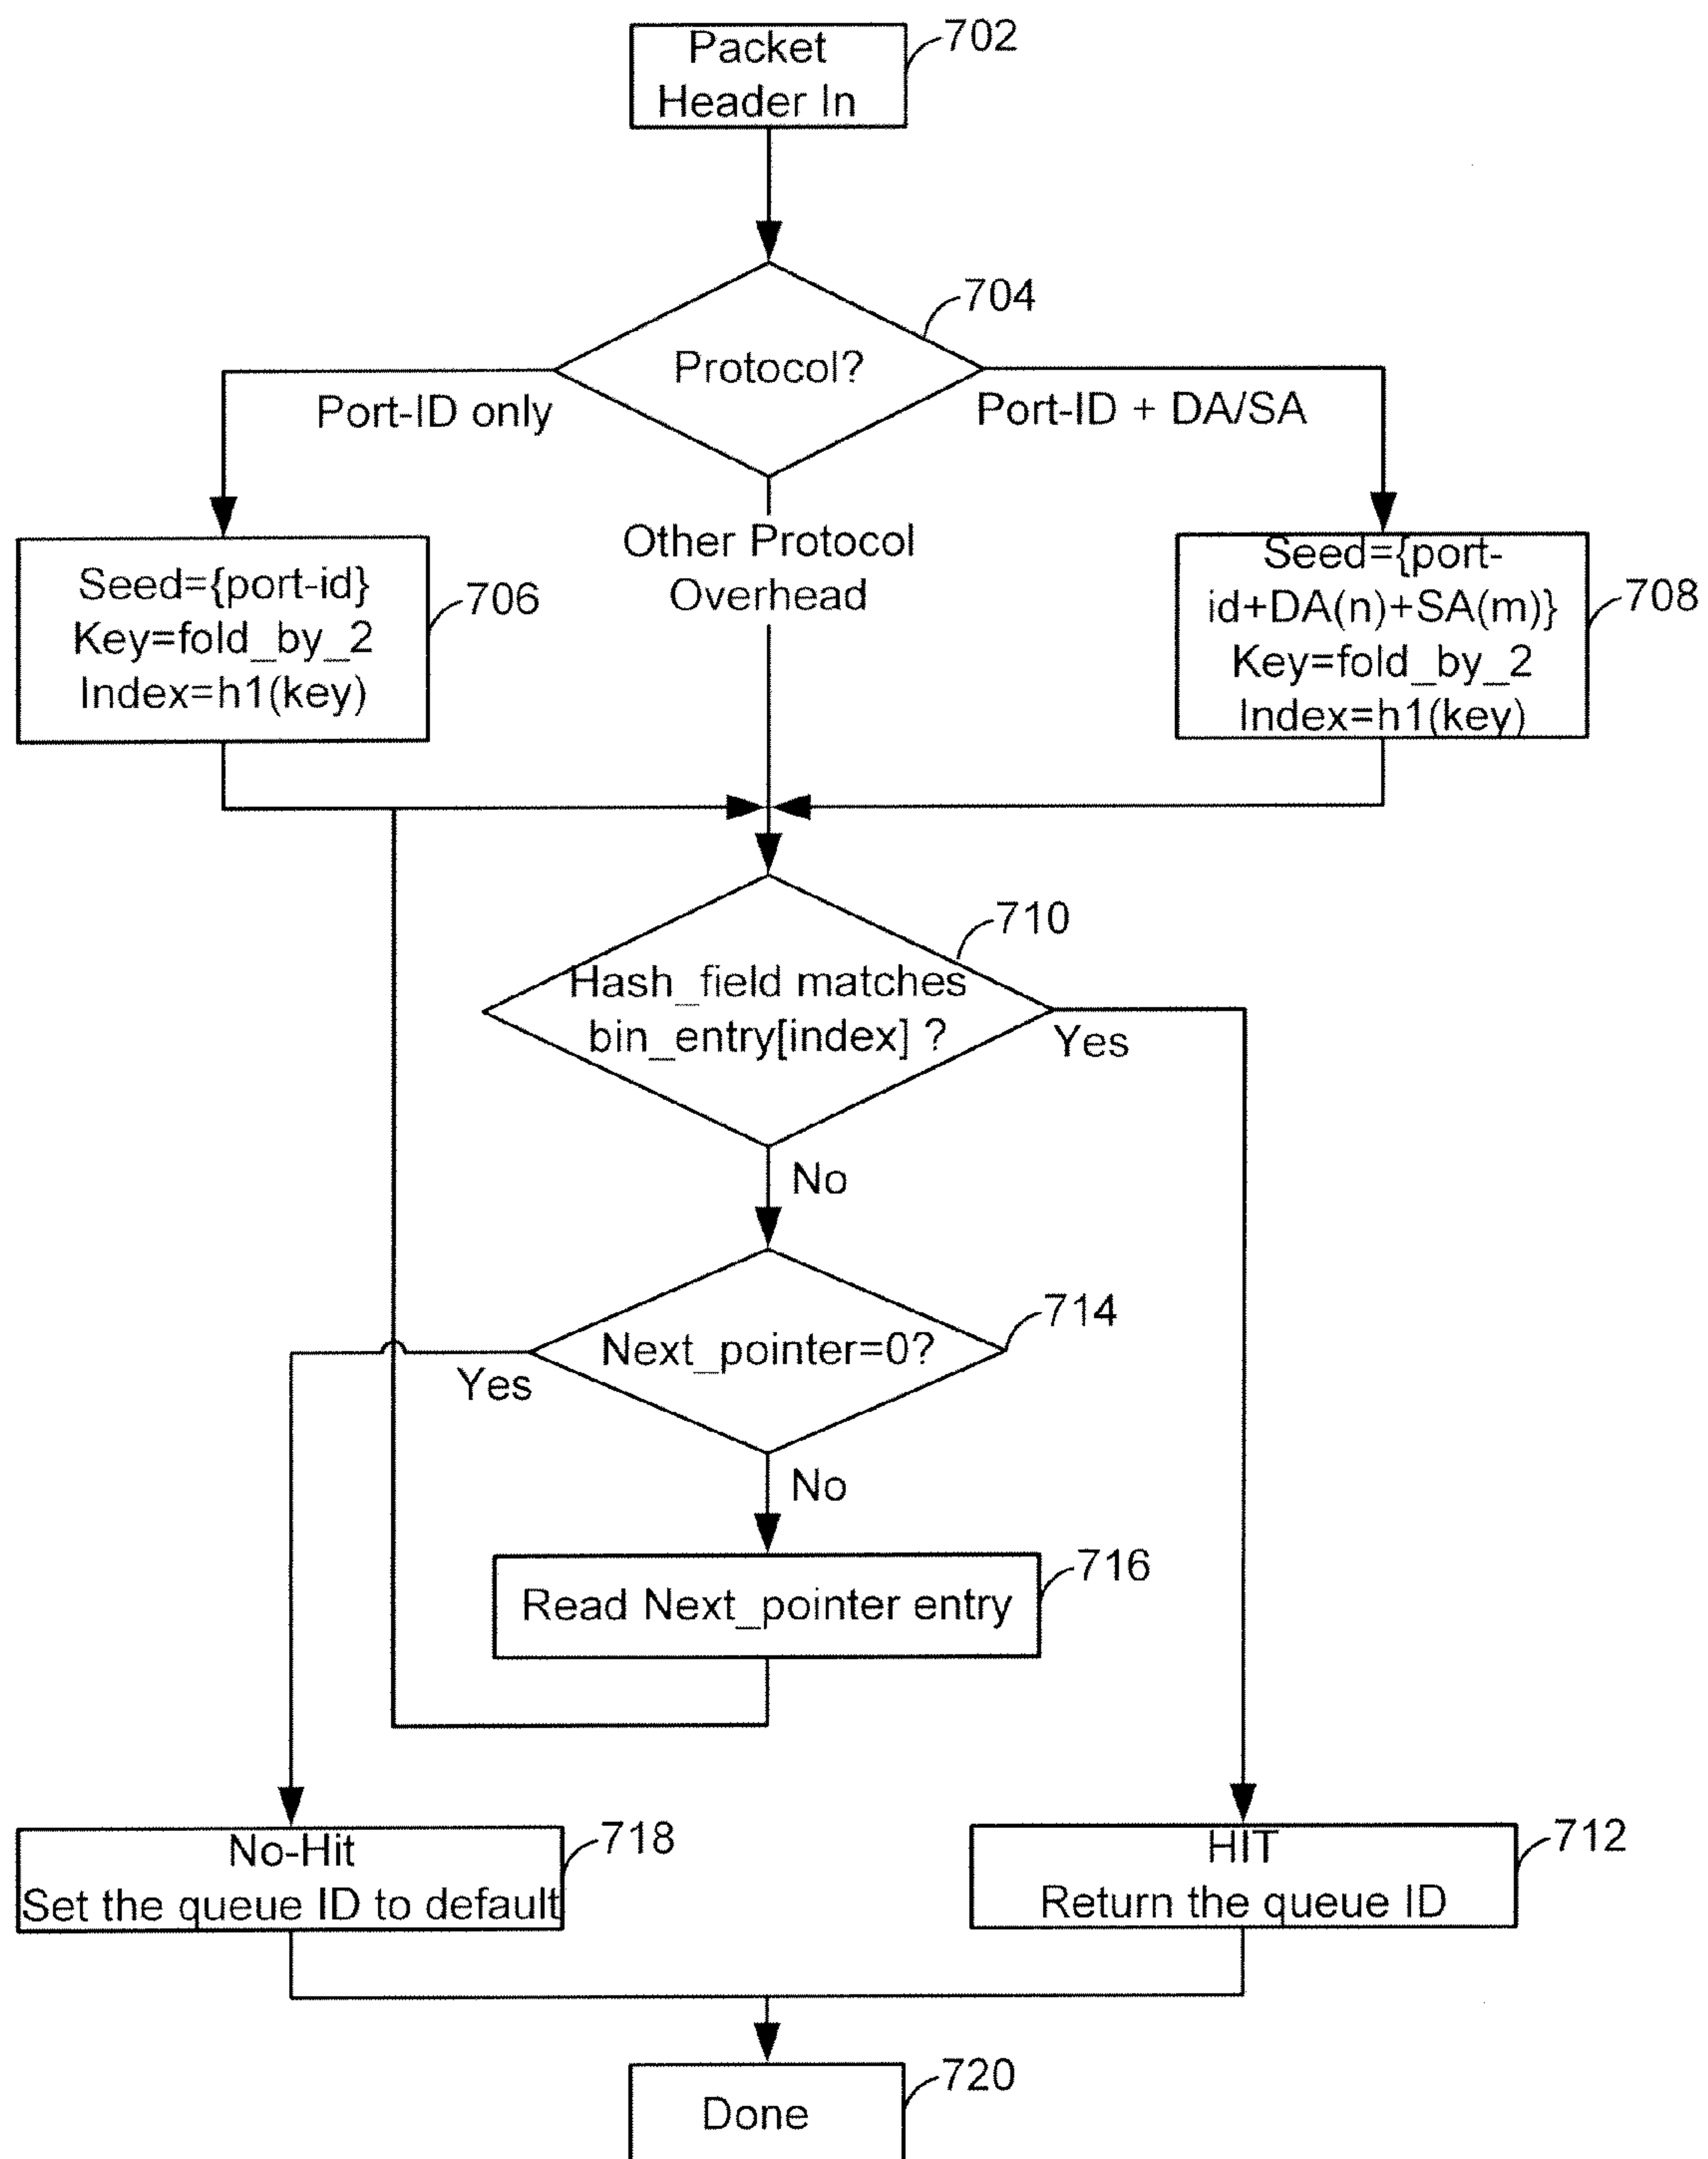 Packet
Header In
702
704
Protocol?
Port-ID only
Port-ID + DA/SA
Other Protocol
Overhead
Seed={port-id}
Key=fold_by_2
Index=h1(key)
706
Seed={port-
id+DA(n)+SA(m)}
Key=fold_by_2
Index=h1(key)
708
710
Hash_field matches
bin_entry[index] ?
Yes
No
714
Next_pointer=0?
Yes
No
716
Read Next_pointer entry
No-Hit
Set the queue ID to default
718
HIT
Return the queue ID
712
720
Done